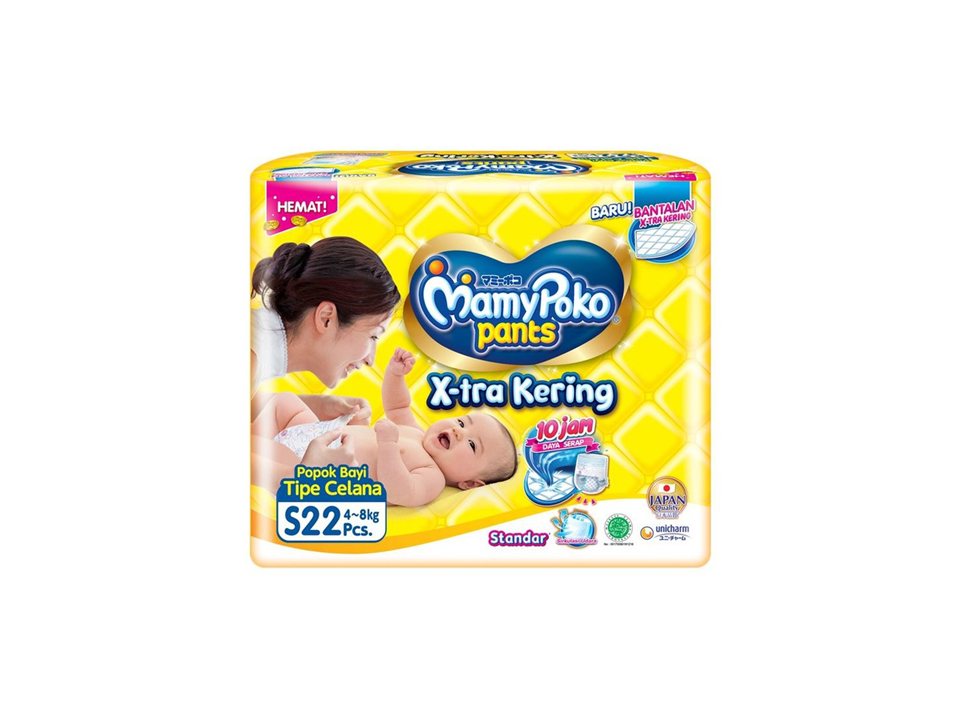 HEMAT!
BARU! BANTALAN
X-TRA KERING
マミーポコ
MamyPoko
pants
X-tra Kering
10 jam
DAYA SERAP
Popok Bayi
Tipe Celana
S22 4~8kg
Pcs.
Standar
JAPAN
Quality
unicharm
ユニ・チャーム